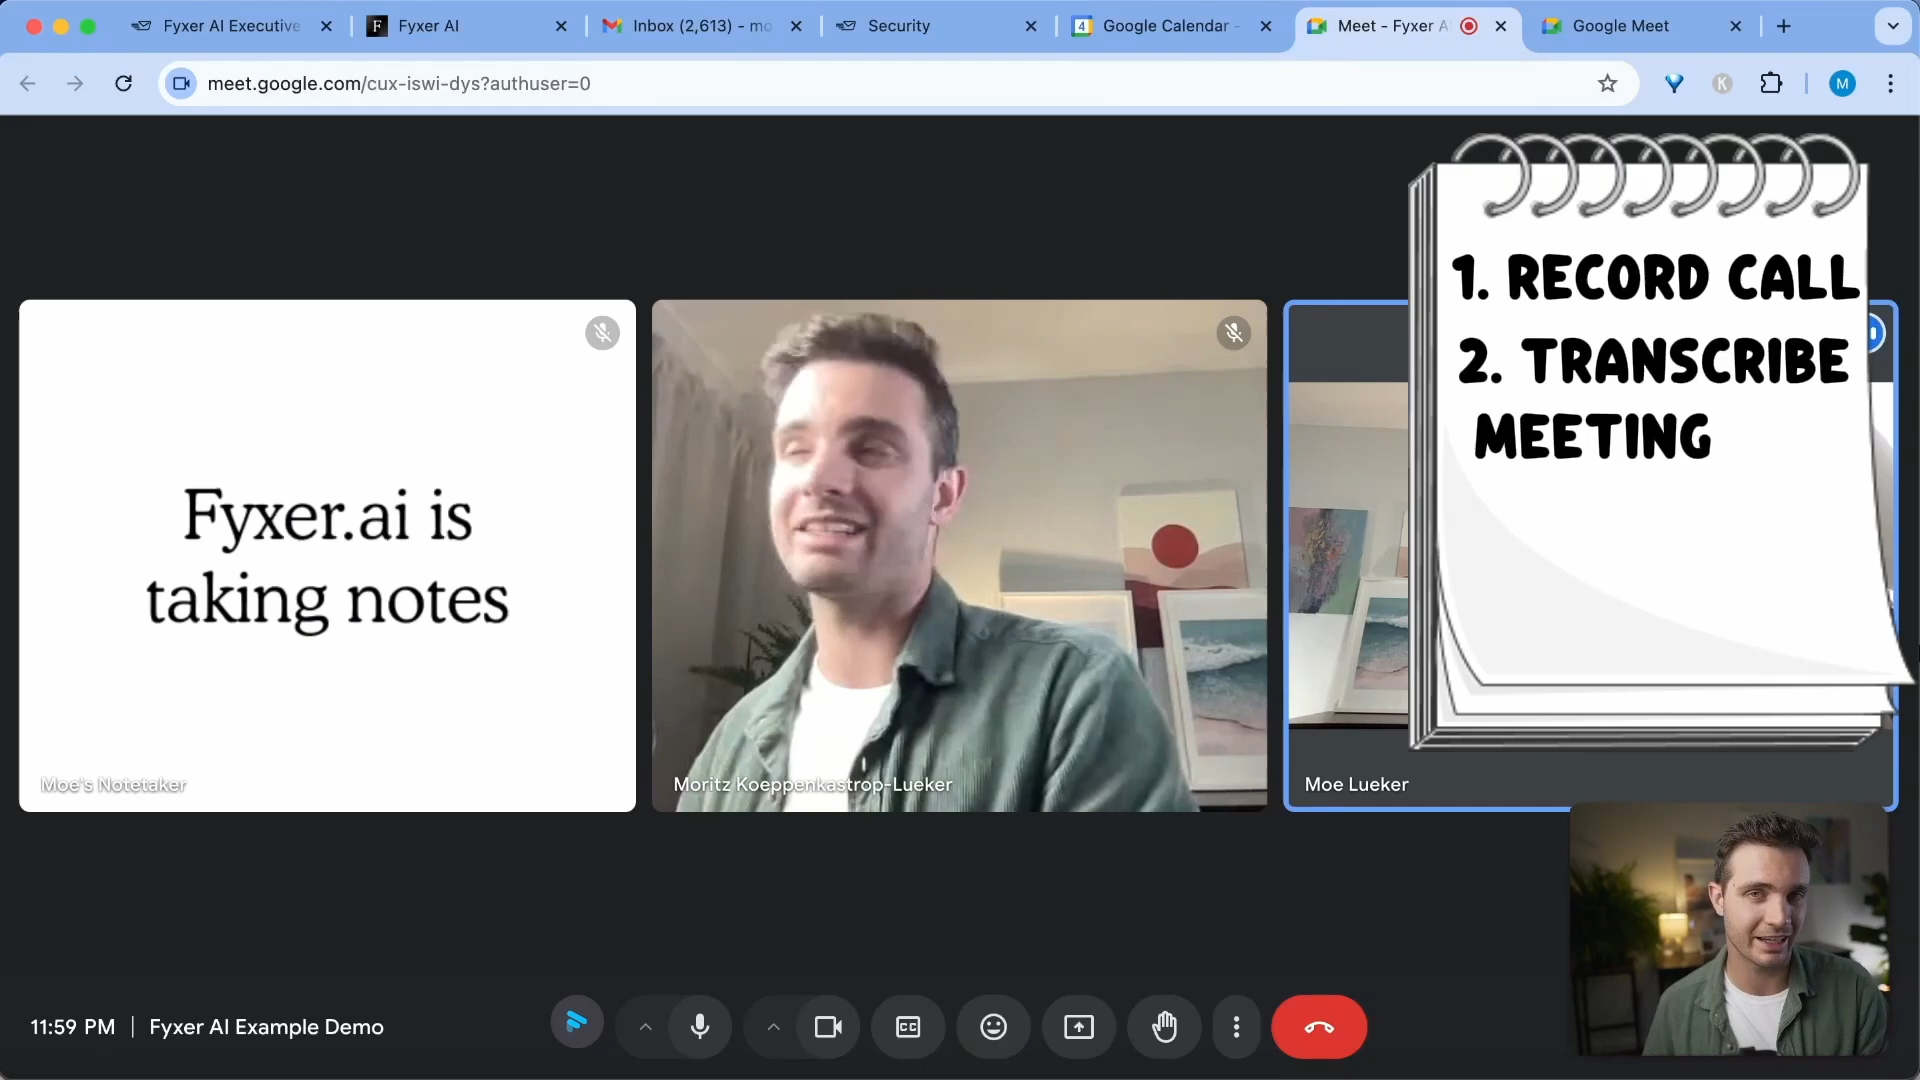 Fyxer AI Executive
Fyxer AI
Inbox (2,613) - mo
Security
Google Calendar -
Meet - Fyxer A
Google Meet
meet.google.com/cux-iswi-dys?authuser=0
K
M
F
4
1. RECORD CALL
2. TRANSCRIBE
MEETING
Fyxer.ai is
taking notes
Moe's Notetaker
Moritz Koeppenkastrop-Lueker
Moe Lueker
11:59 PM | Fyxer AI Example Demo
CC